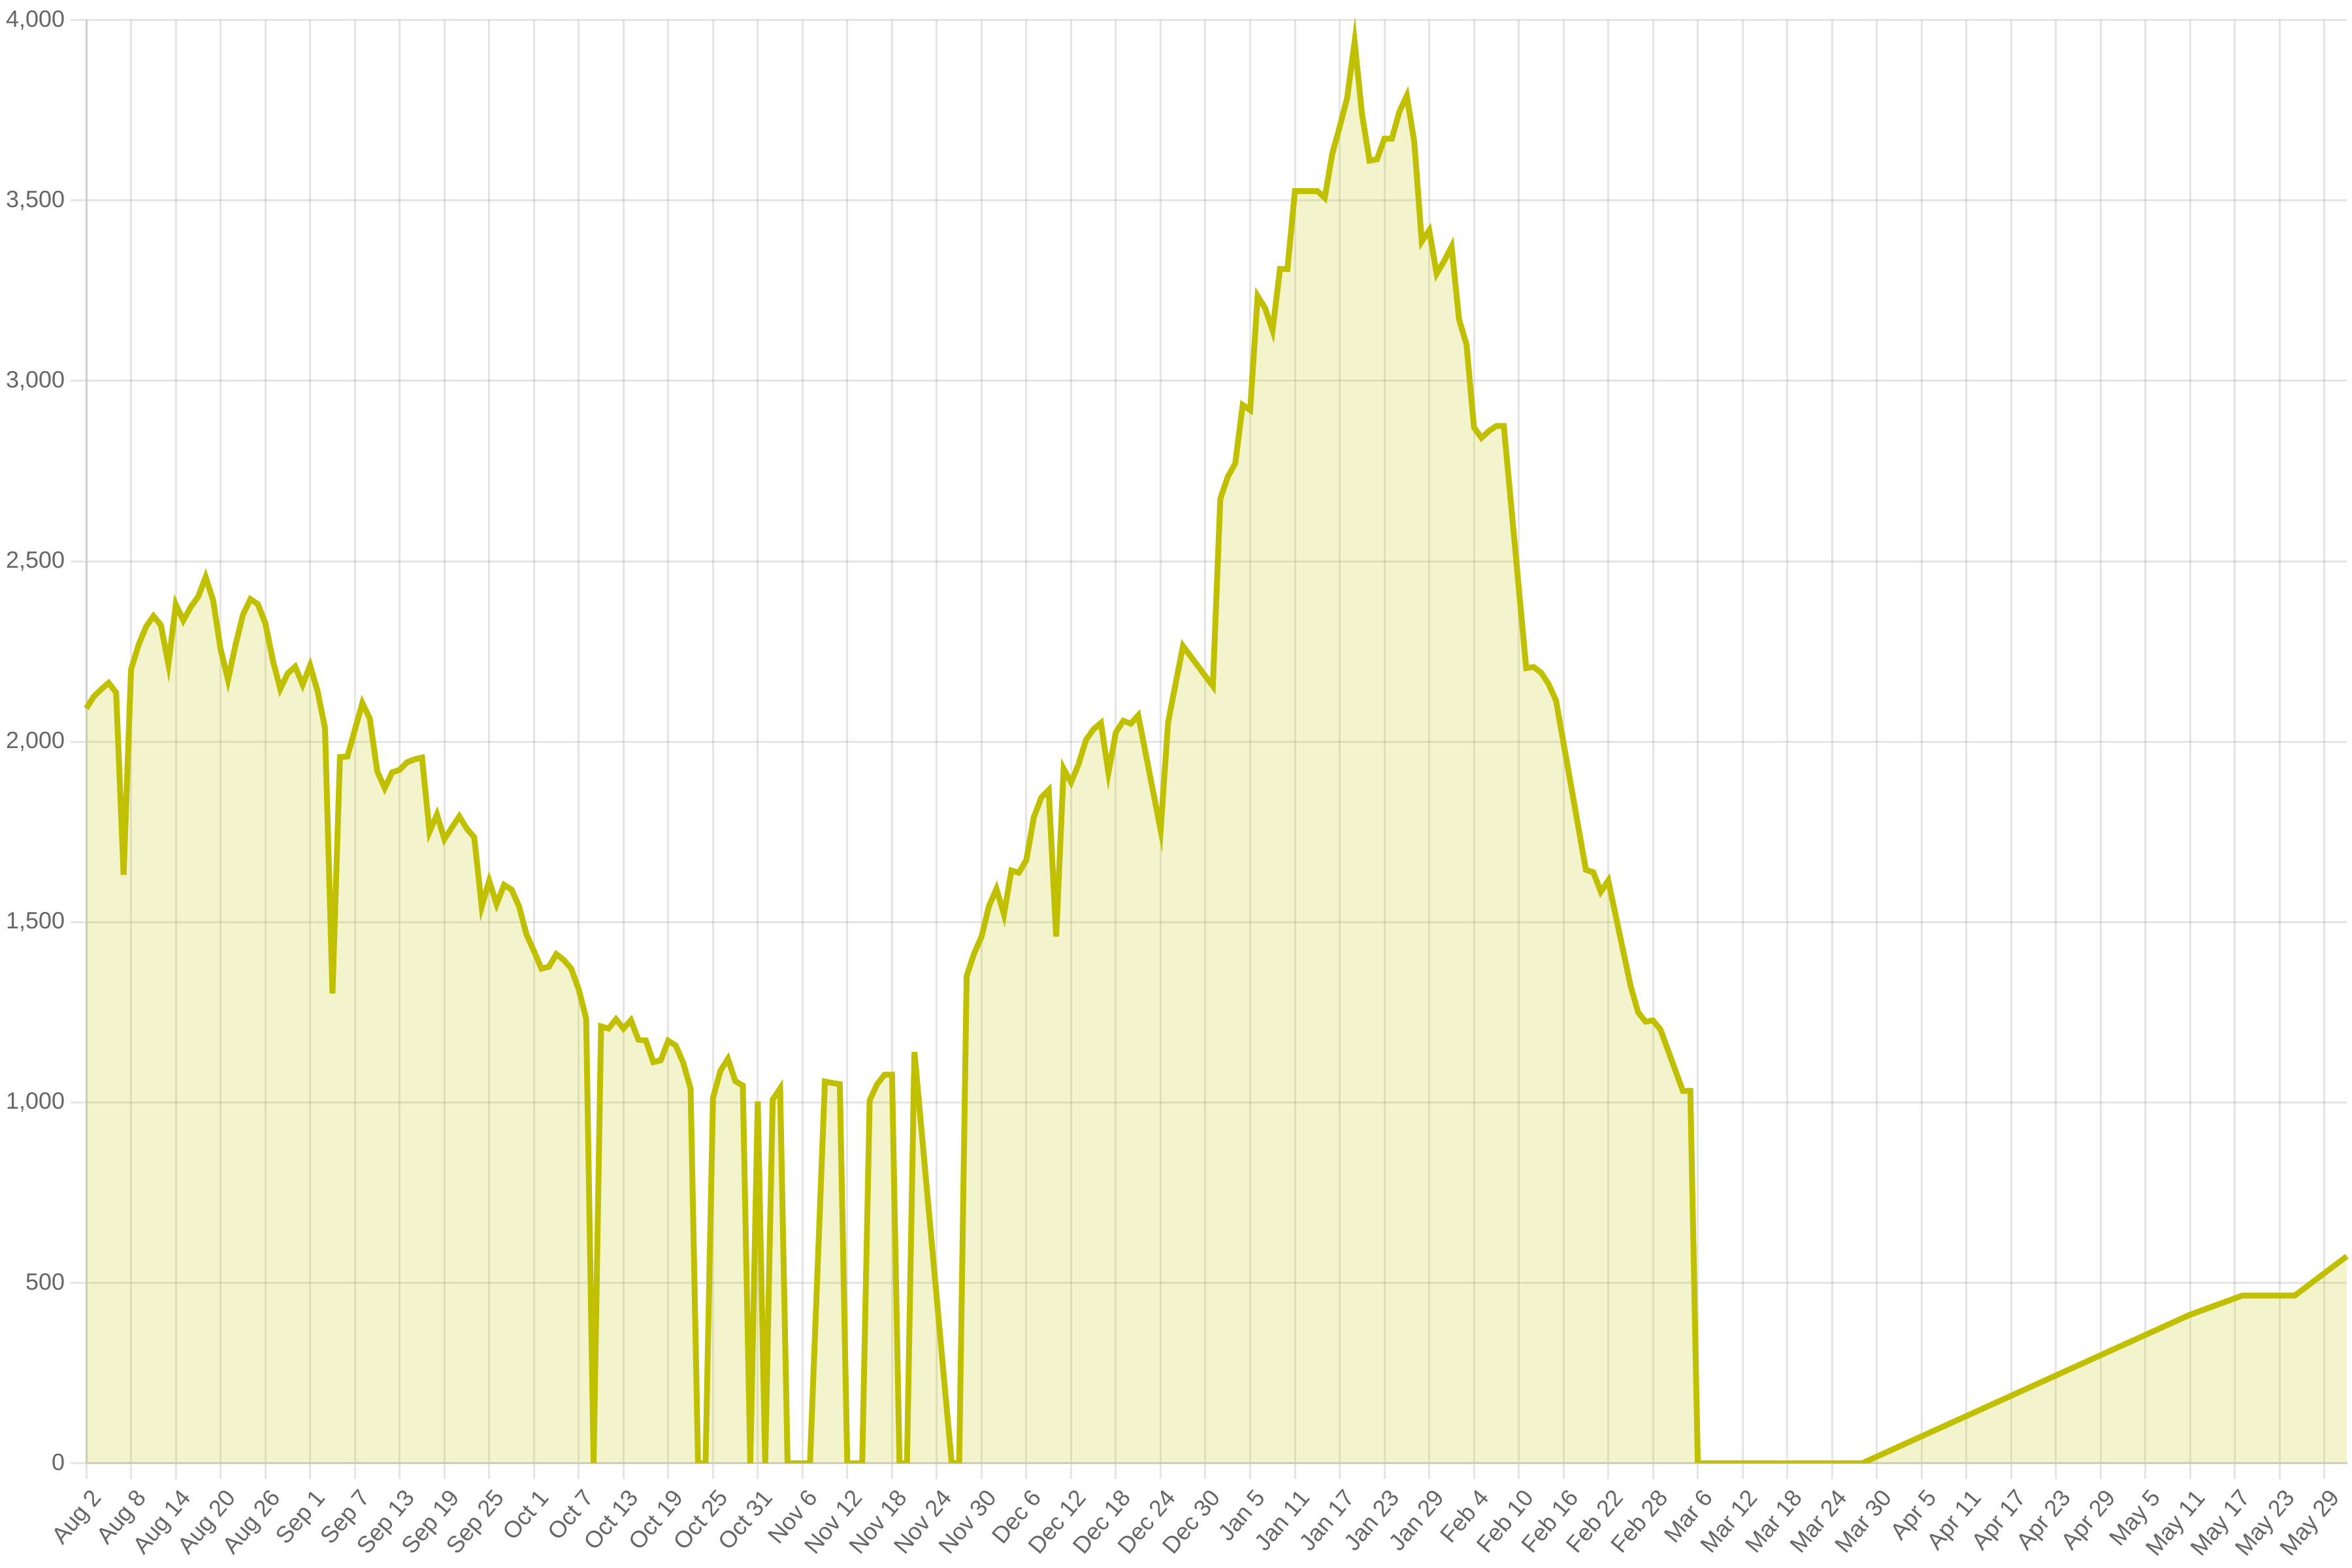 4,000
3,500
3,000
2,500
2,000
1,500
1,000
500
0
Aug 2
Aug 8
Aug 14
Aug 20
Aug 26
Sep 1
Sep 7
Sep 13
Sep 19
Sep 25
Oct 1
Oct 7
Oct 13
Oct 19
Oct 25
Oct 31
Nov 6
Nov 12
Nov 18
Nov 24
Nov 30
Dec 6
Dec 12
Dec 18
Dec 24
Dec 30
Jan 5
Jan 11
Jan 17
Jan 23
Jan 29
Feb 4
Feb 10
Feb 16
Feb 22
Feb 28
Mar 6
Mar 12
Mar 18
Mar 24
Mar 30
Apr 5
Apr 11
Apr 17
Apr 23
Apr 29
May 5
May 11
May 17
May 23
May 29